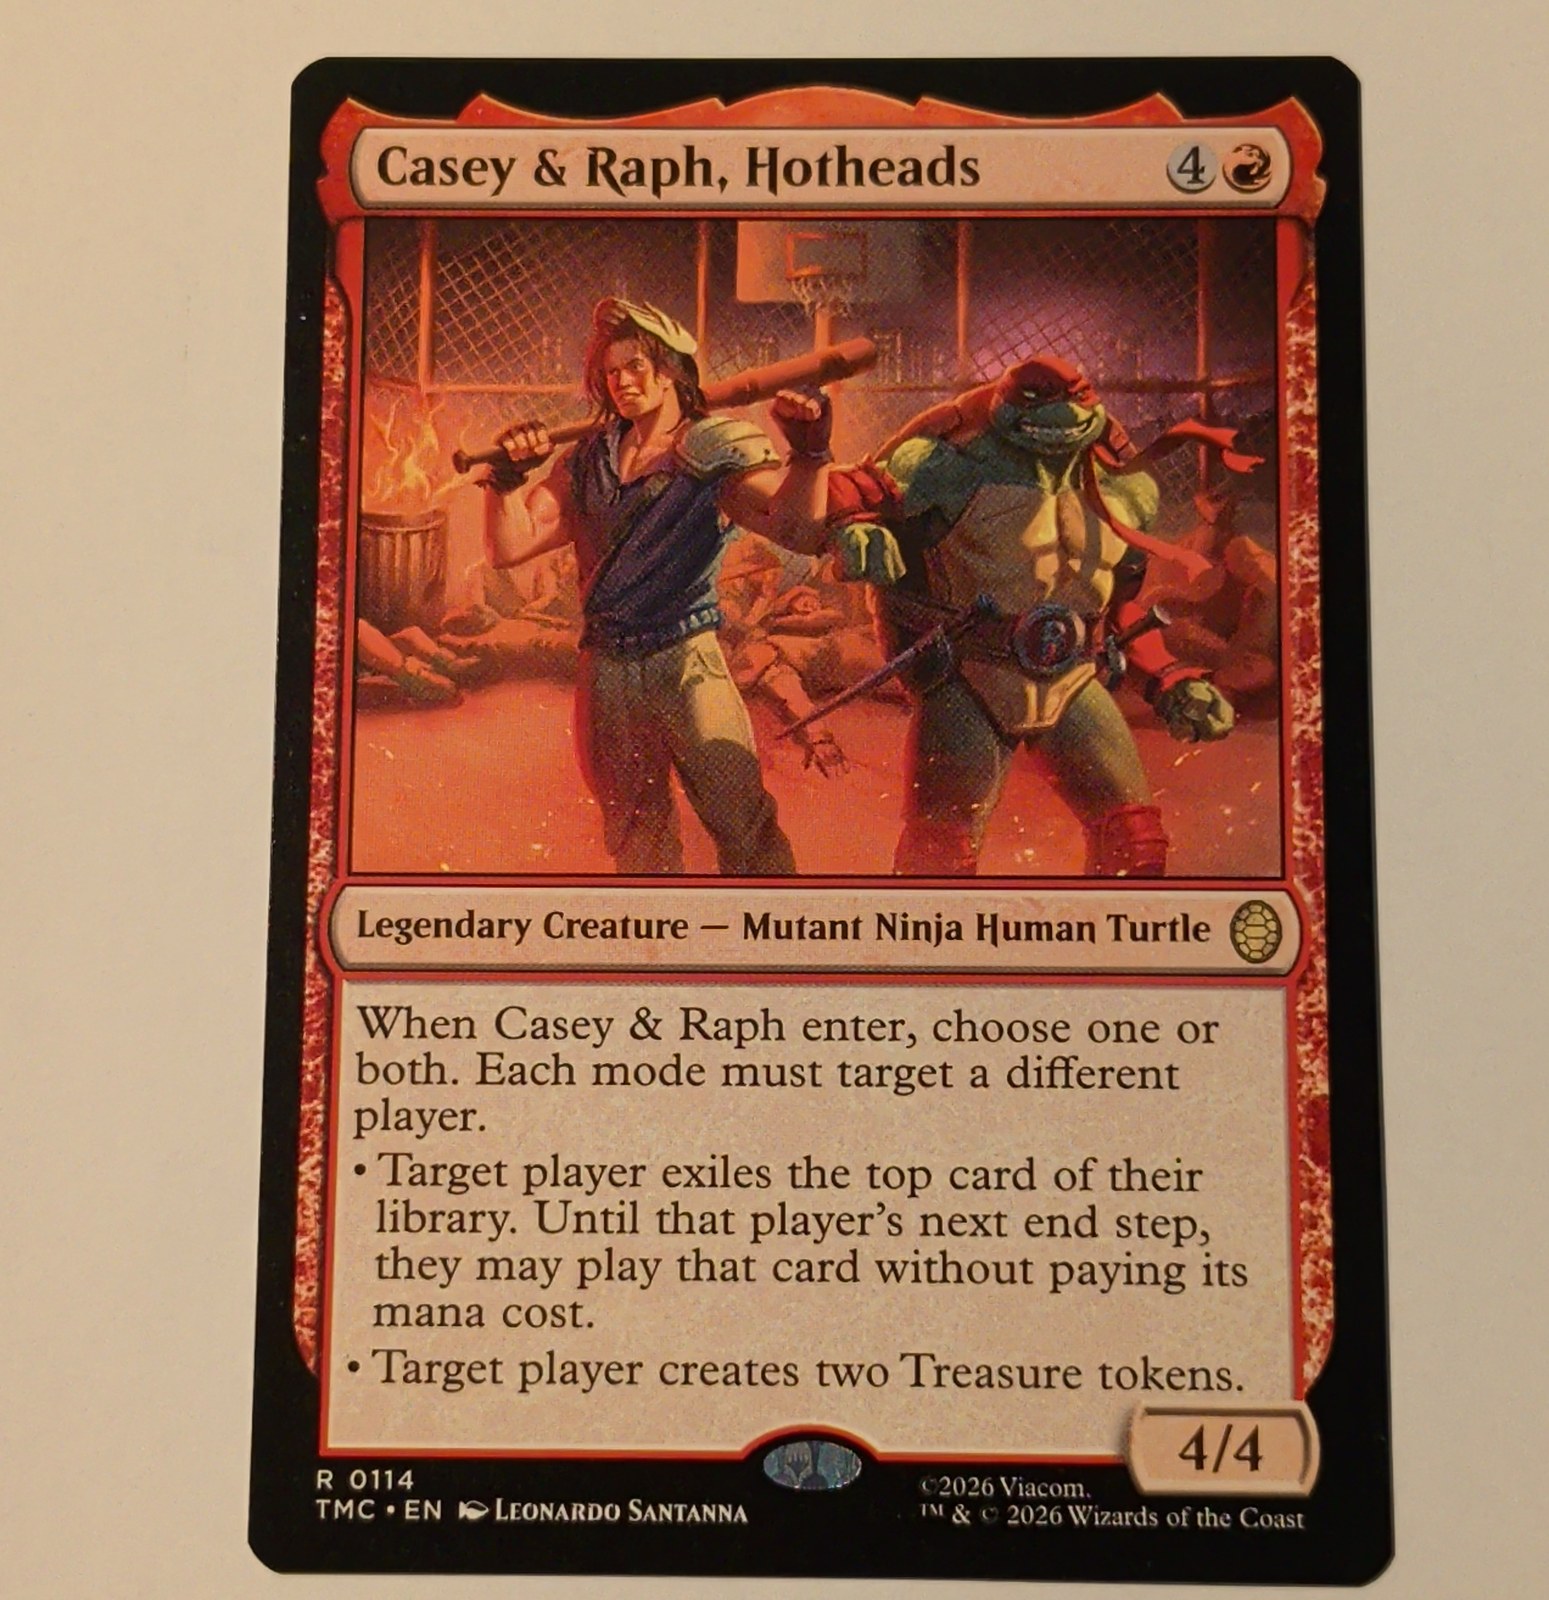 Casey & Raph, Hotheads 4
Legendary Creature — Mutant Ninja Human Turtle
When Casey & Raph enter, choose one or
both. Each mode must target a different
player.
• Target player exiles the top card of their
library. Until that player's next end step,
they may play that card without paying its
mana cost.
• Target player creates two Treasure tokens.
4/4
R 0114
TMC • EN LEONARDO SANTANNA
©2026 Viacom.
™ & © 2026 Wizards of the Coast